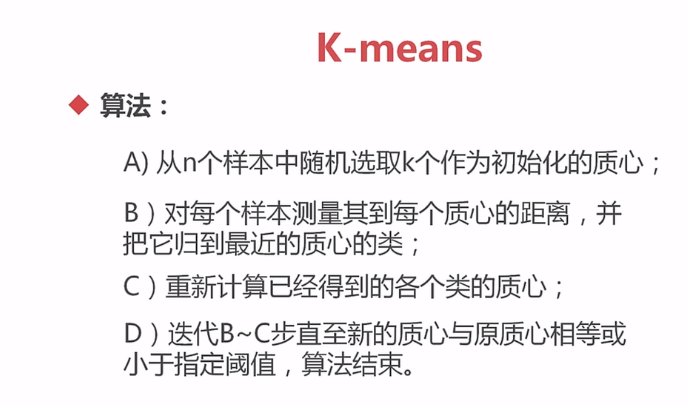 K-means
◆ 算法：
A) 从n个样本中随机选取k个作为初始化的质心；
B）对每个样本测量其到每个质心的距离，并
把它归到最近的质心的类；
C）重新计算已经得到的各个类的质心；
D）迭代B~C步直至新的质心与原质心相等或
小于指定阈值，算法结束。